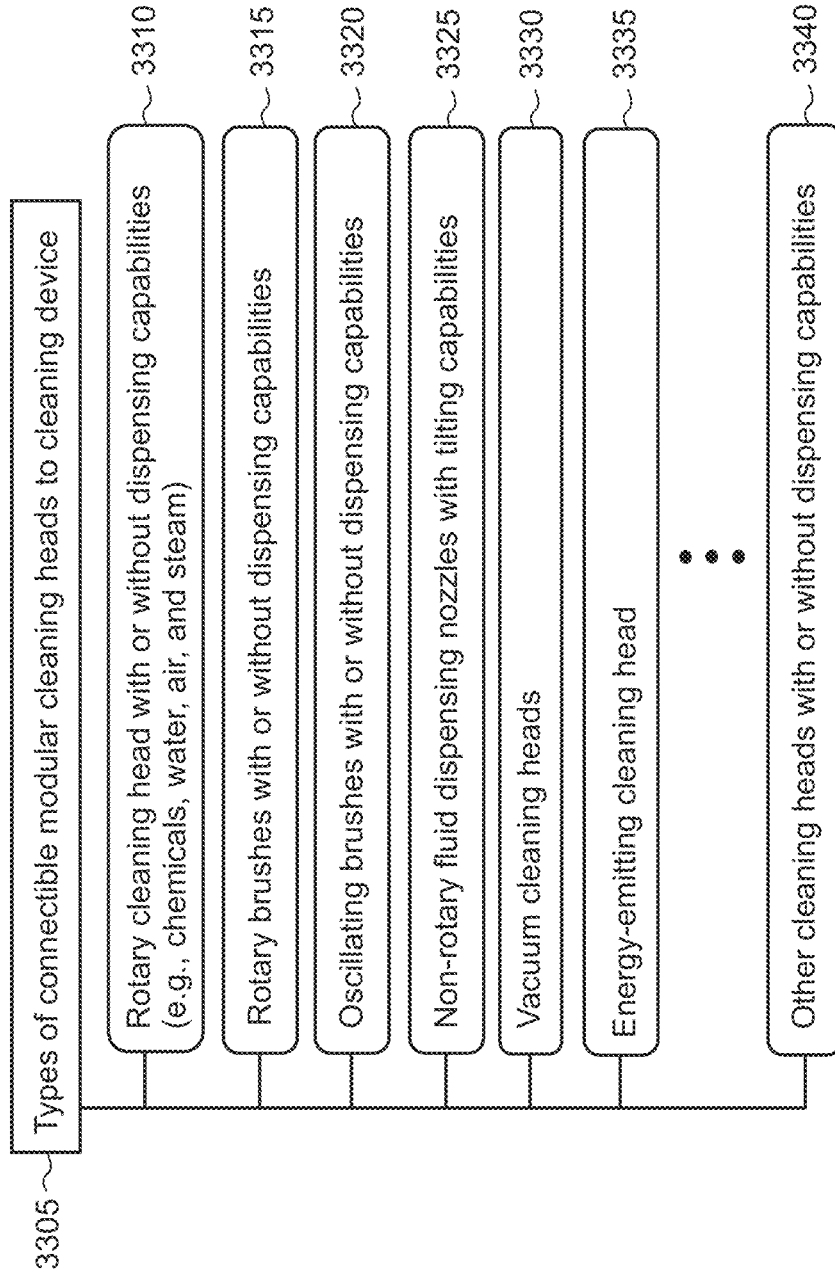 3305
Types of connectible modular cleaning heads to cleaning device
Rotary cleaning head with or without dispensing capabilities
(e.g., chemicals, water, air, and steam)
3310
Rotary brushes with or without dispensing capabilities
3315
Oscillating brushes with or without dispensing capabilities
3320
Non-rotary fluid dispensing nozzles with tilting capabilities
3325
Vacuum cleaning heads
3330
Energy-emitting cleaning head
3335
Other cleaning heads with or without dispensing capabilities
3340